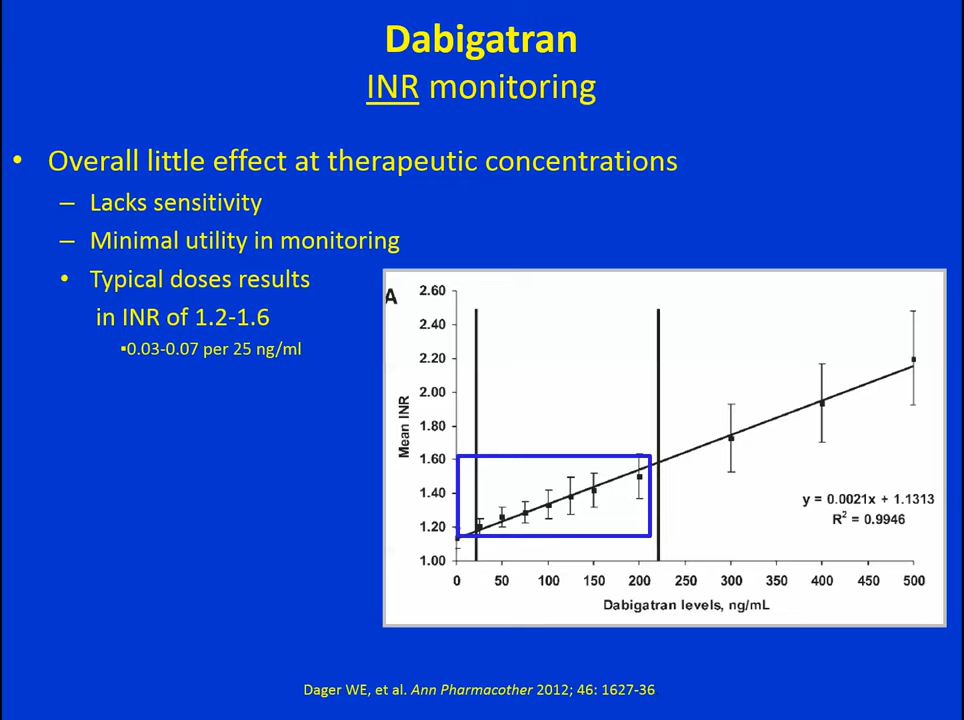 Dabigatran
INR monitoring
• Overall little effect at therapeutic concentrations
– Lacks sensitivity
– Minimal utility in monitoring
• Typical doses results
in INR of 1.2-1.6
▪0.03-0.07 per 25 ng/ml
A
Mean INR
2.60
2.40
2.20
2.00
1.80
1.60
1.40
1.20
1.00
y = 0.0021x + 1.1313
R² = 0.9946
0 50 100 150 200 250 300 350 400 450 500
Dabigatran levels, ng/mL
Dager WE, et al. Ann Pharmacother 2012; 46: 1627-36